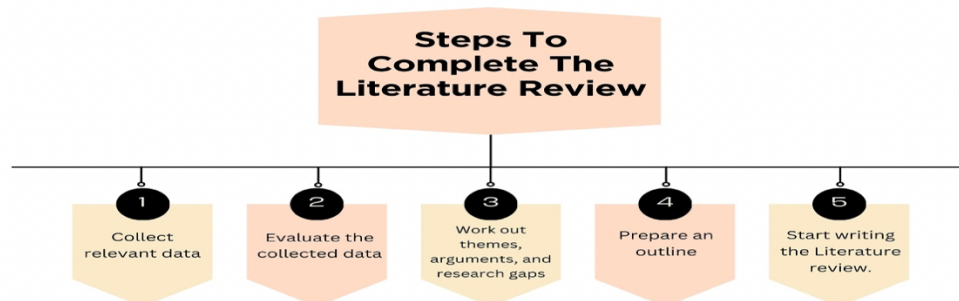 Steps To
Complete The
Literature Review
1
Collect
relevant data
2
Evaluate the
collected data
3
Work out
themes,
arguments, and
research gaps
4
Prepare an
outline
5
Start writing
the Literature
review.